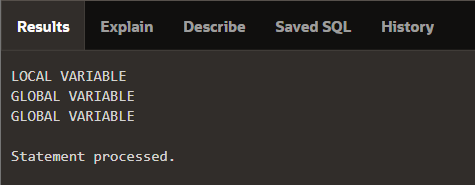 Results Explain Describe Saved SQL History
LOCAL VARIABLE
GLOBAL VARIABLE
GLOBAL VARIABLE
Statement processed.